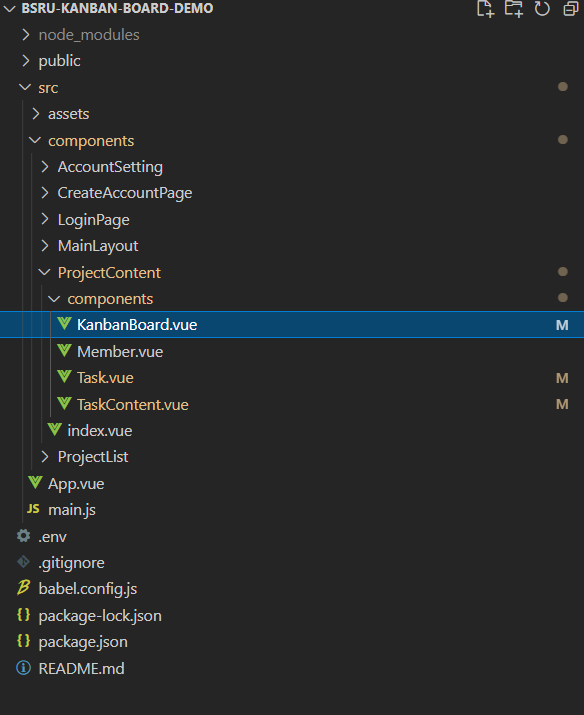 BSRU-KANBAN-BOARD-DEMO
node_modules
public
src
assets
components
AccountSetting
CreateAccountPage
LoginPage
MainLayout
ProjectContent
components
KanbanBoard.vue M
Member.vue
Task.vue M
TaskContent.vue M
index.vue
ProjectList
App.vue
JS main.js
.env
.gitignore
babel.config.js
{ } package-lock.json
{ } package.json
README.md